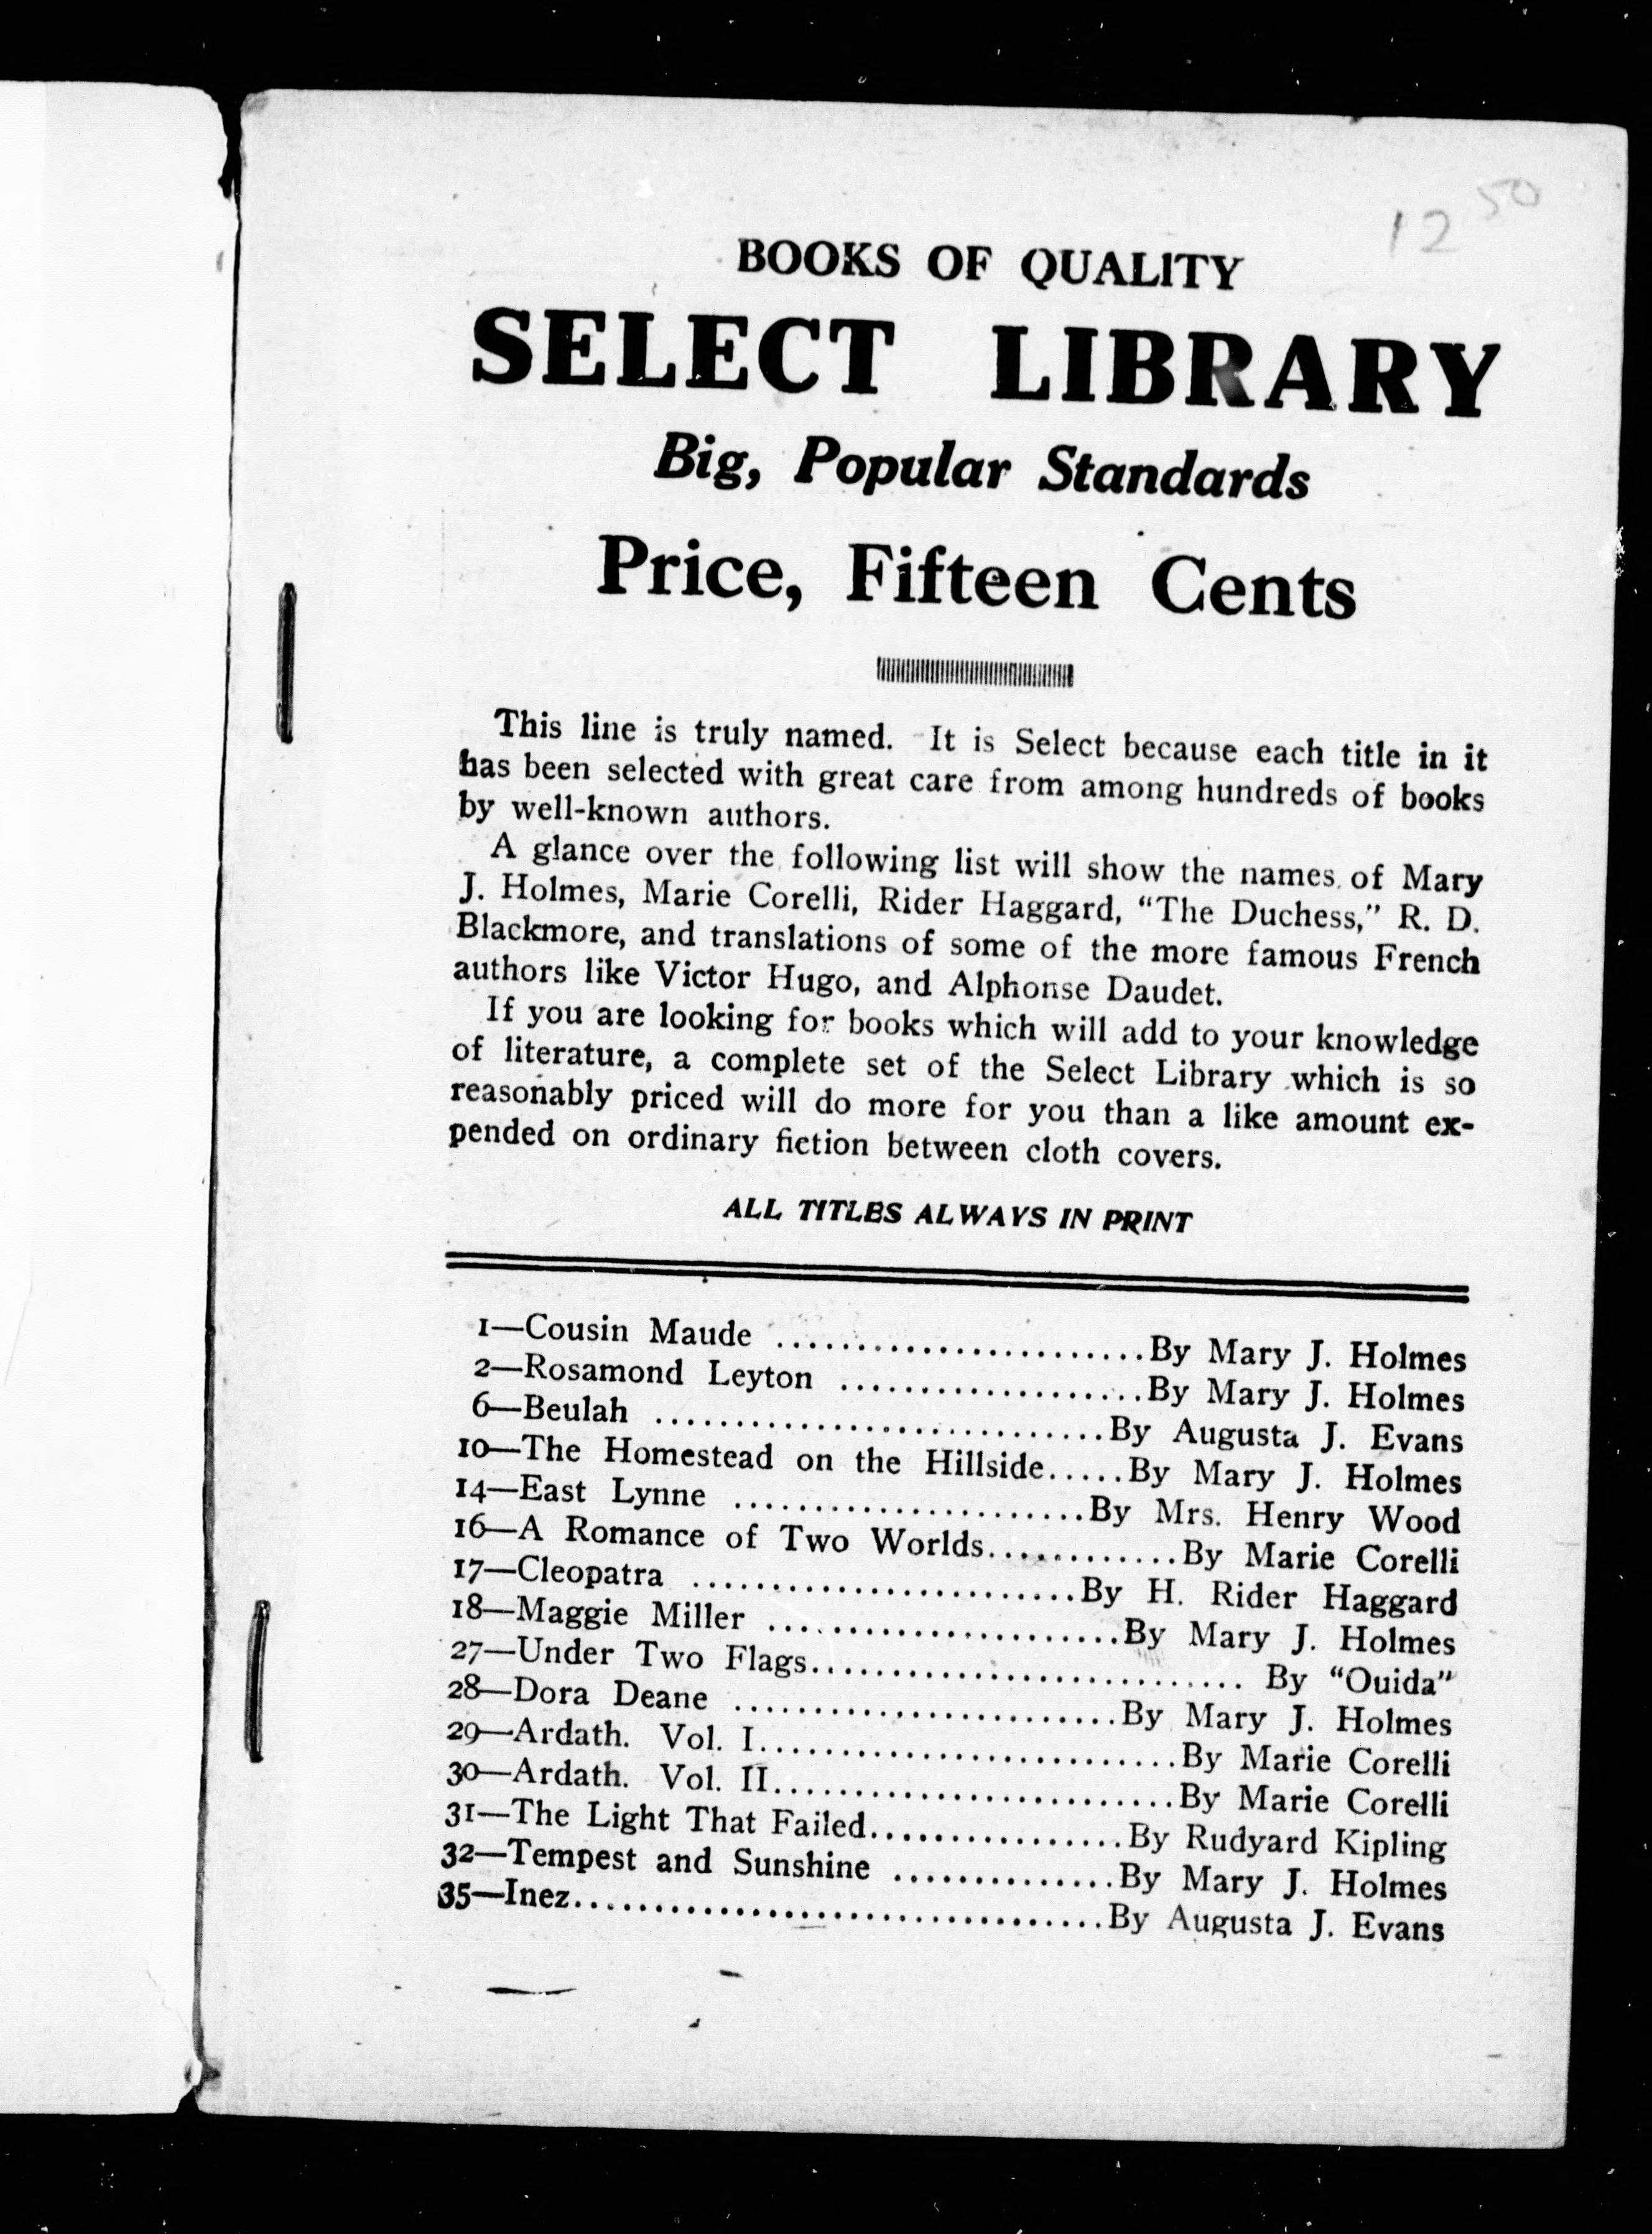 12 50
BOOKS OF QUALITY
SELECT LIBRARY
Big, Popular Standards
Price, Fifteen Cents
This line is truly named. It is Select because each title in it
has been selected with great care from among hundreds of books
by well-known authors.
A glance over the following list will show the names of Mary
J. Holmes, Marie Corelli, Rider Haggard, "The Duchess," R. D.
Blackmore, and translations of some of the more famous French
authors like Victor Hugo, and Alphonse Daudet.
If you are looking for books which will add to your knowledge
of literature, a complete set of the Select Library which is so
reasonably priced will do more for you than a like amount ex-
pended on ordinary fiction between cloth covers.
ALL TITLES ALWAYS IN PRINT
1—Cousin Maude ........................By Mary J. Holmes
2—Rosamond Leyton ...................By Mary J. Holmes
6—Beulah ............................By Augusta J. Evans
10—The Homestead on the Hillside.....By Mary J. Holmes
14—East Lynne ......................By Mrs. Henry Wood
16—A Romance of Two Worlds............By Marie Corelli
17—Cleopatra ........................By H. Rider Haggard
18—Maggie Miller ......................By Mary J. Holmes
27—Under Two Flags........................... By "Ouida"
28—Dora Deane ........................By Mary J. Holmes
29—Ardath. Vol. I..........................By Marie Corelli
30—Ardath. Vol. II.........................By Marie Corelli
31—The Light That Failed................By Rudyard Kipling
32—Tempest and Sunshine ..............By Mary J. Holmes
35—Inez.................................By Augusta J. Evans